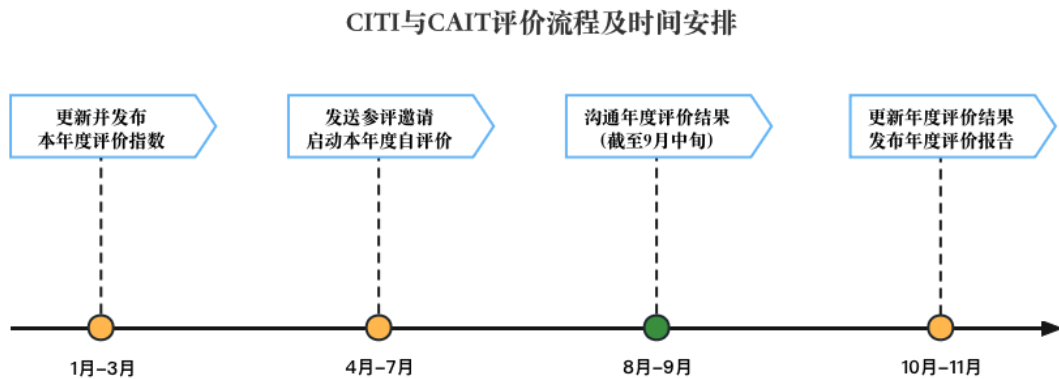 CITI与CAIT评价流程及时间安排
更新并发布
本年度评价指数
发送参评邀请
启动本年度自评价
沟通年度评价结果
(截至9月中旬)
更新年度评价结果
发布年度评价报告
1月–3月
4月–7月
8月–9月
10月–11月